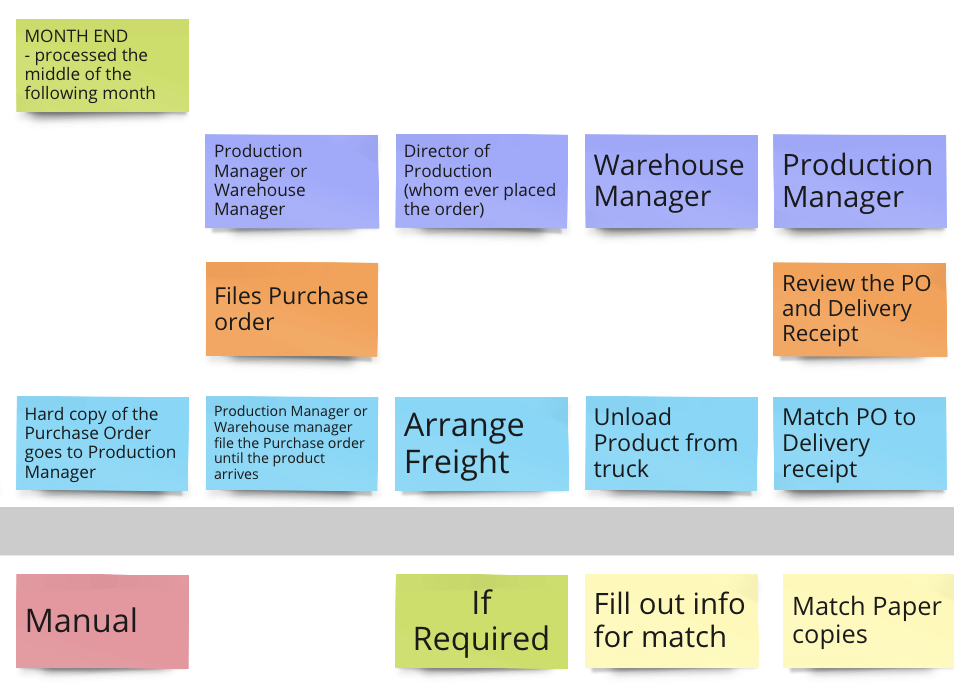 MONTH END
- processed the
middle of the
following month
Production
Manager or
Warehouse
Manager
Director of
Production
(whom ever placed
the order)
Warehouse
Manager
Production
Manager
Files Purchase
order
Review the PO
and Delivery
Receipt
Hard copy of the
Purchase Order
goes to Production
Manager
Production Manager or
Warehouse manager
file the Purchase order
until the product
arrives
Arrange
Freight
Unload
Product from
truck
Match PO to
Delivery
receipt
Manual
If
Required
Fill out info
for match
Match Paper
copies